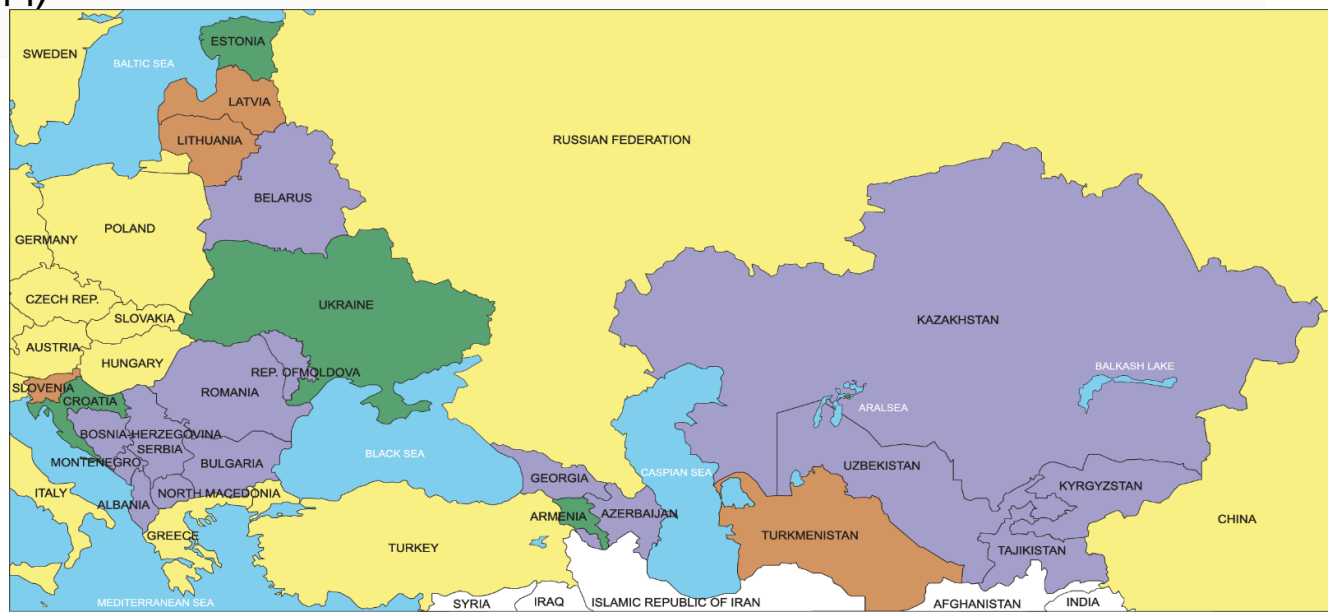 ESTONIA
SWEDEN
BALTIC SEA
LATVIA
LITHUANIA
RUSSIAN FEDERATION
BELARUS
POLAND
GERMANY
CZECH REP.
UKRAINE
SLOVAKIA
KAZAKHSTAN
AUSTRIA
HUNGARY
BALKASH LAKE
REP. OFMOLDOVA
SLOVENIA
ROMANIA
CROATIA
ARALSEA
BOSNIA-HERZEGOVINA
SERBIA
BLACK SEA
MONTENEGRO
BULGARIA
UZBEKISTAN
CASPIAN SEA
GEORGIA
KYRGYZSTAN
ITALY
NORTH MACEDONIA
ALBANIA
ARMENIA
AZERBAIJAN
CHINA
GREECE
TURKMENISTAN
TURKEY
TAJIKISTAN
MEDITERRANEAN SEA
SYRIA
IRAQ
ISLAMIC REPUBLIC OF IRAN
AFGHANISTAN
INDIA